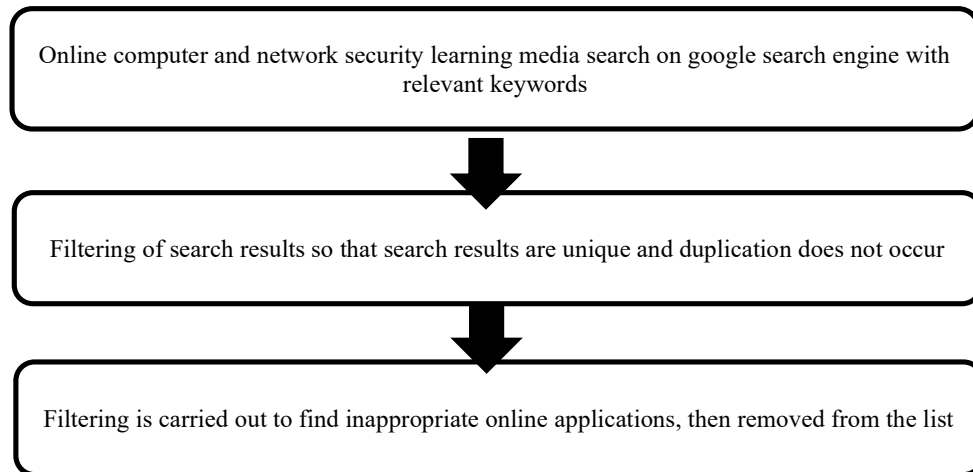 Online computer and network security learning media search on google search engine with
relevant keywords
Filtering of search results so that search results are unique and duplication does not occur
Filtering is carried out to find inappropriate online applications, then removed from the list